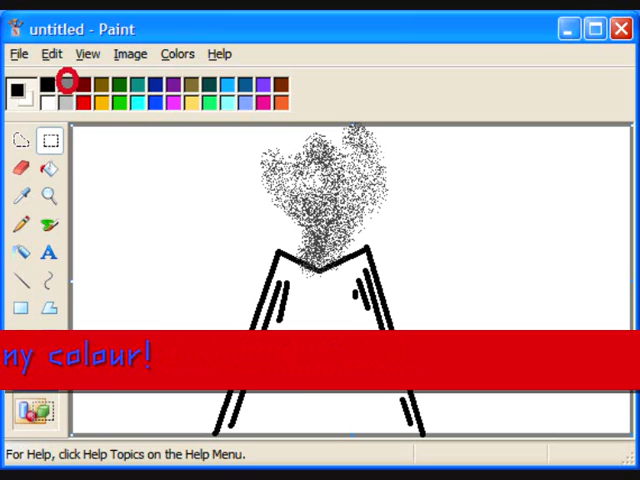 untitled - Paint
File Edit View Image Colors Help
ny colour!
For Help, click Help Topics on the Help Menu.